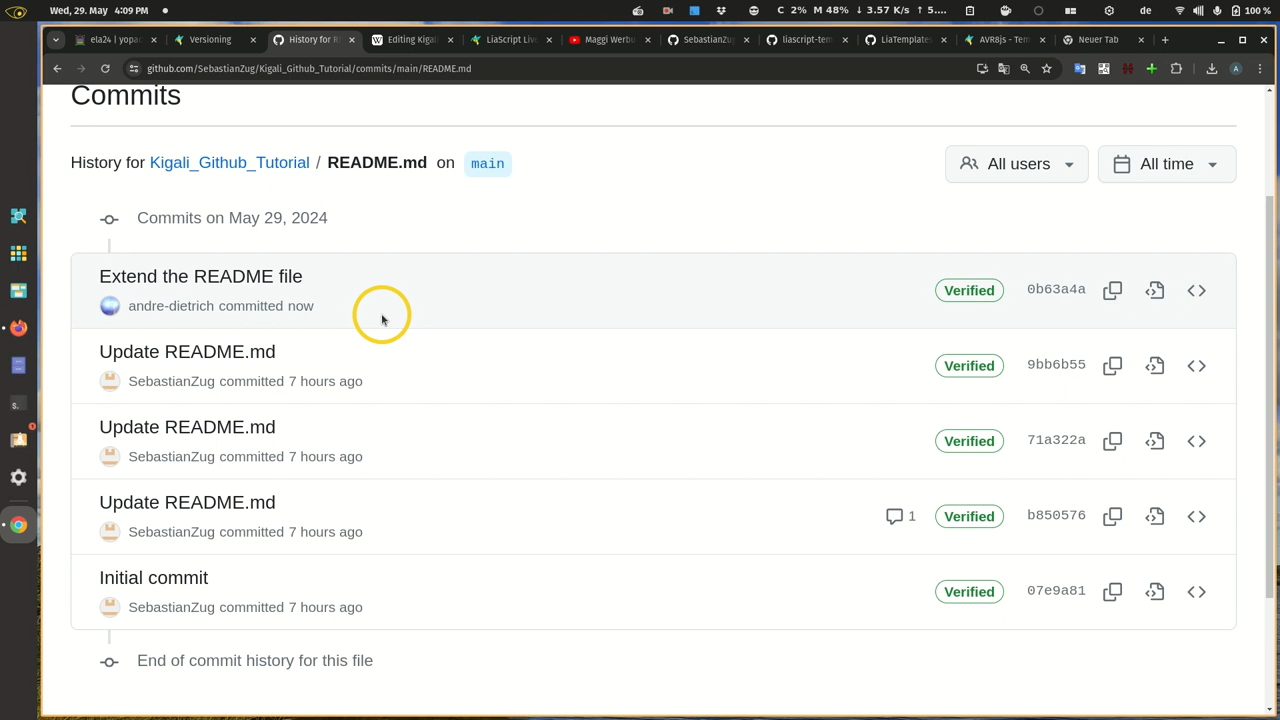 Wed, 29. May 4:09 PM
C 2% M 48% ↓ 3.57 K/s ↑ 5....
de
100 %
ela24 | yopac
Versioning
History for R
Editing Kigali
LiaScript Live
Maggi Werbu
SebastianZug
liascript-tem
LiaTemplates
AVR8js - Tem
Neuer Tab
github.com/SebastianZug/Kigali_Github_Tutorial/commits/main/README.md
A
Commits
History for Kigali_Github_Tutorial / README.md on main
All users
All time
Commits on May 29, 2024
Extend the README file
andre-dietrich committed now
Verified
0b63a4a
Update README.md
SebastianZug committed 7 hours ago
Verified
9bb6b55
Update README.md
SebastianZug committed 7 hours ago
Verified
71a322a
Update README.md
SebastianZug committed 7 hours ago
1
Verified
b850576
Initial commit
SebastianZug committed 7 hours ago
Verified
07e9a81
End of commit history for this file